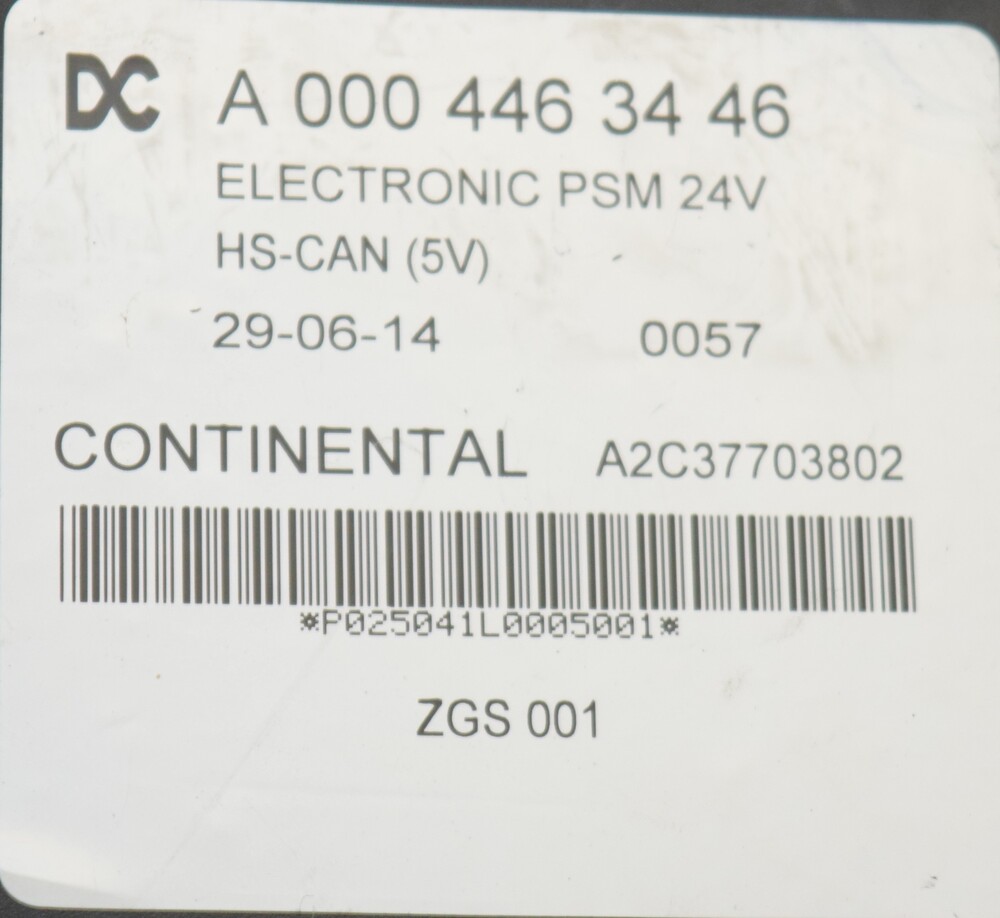 DC A 000 446 34 46
ELECTRONIC PSM 24V
HS-CAN (5V)
29-06-14 0057
CONTINENTAL A2C37703802
*P025041L0005001*
ZGS 001